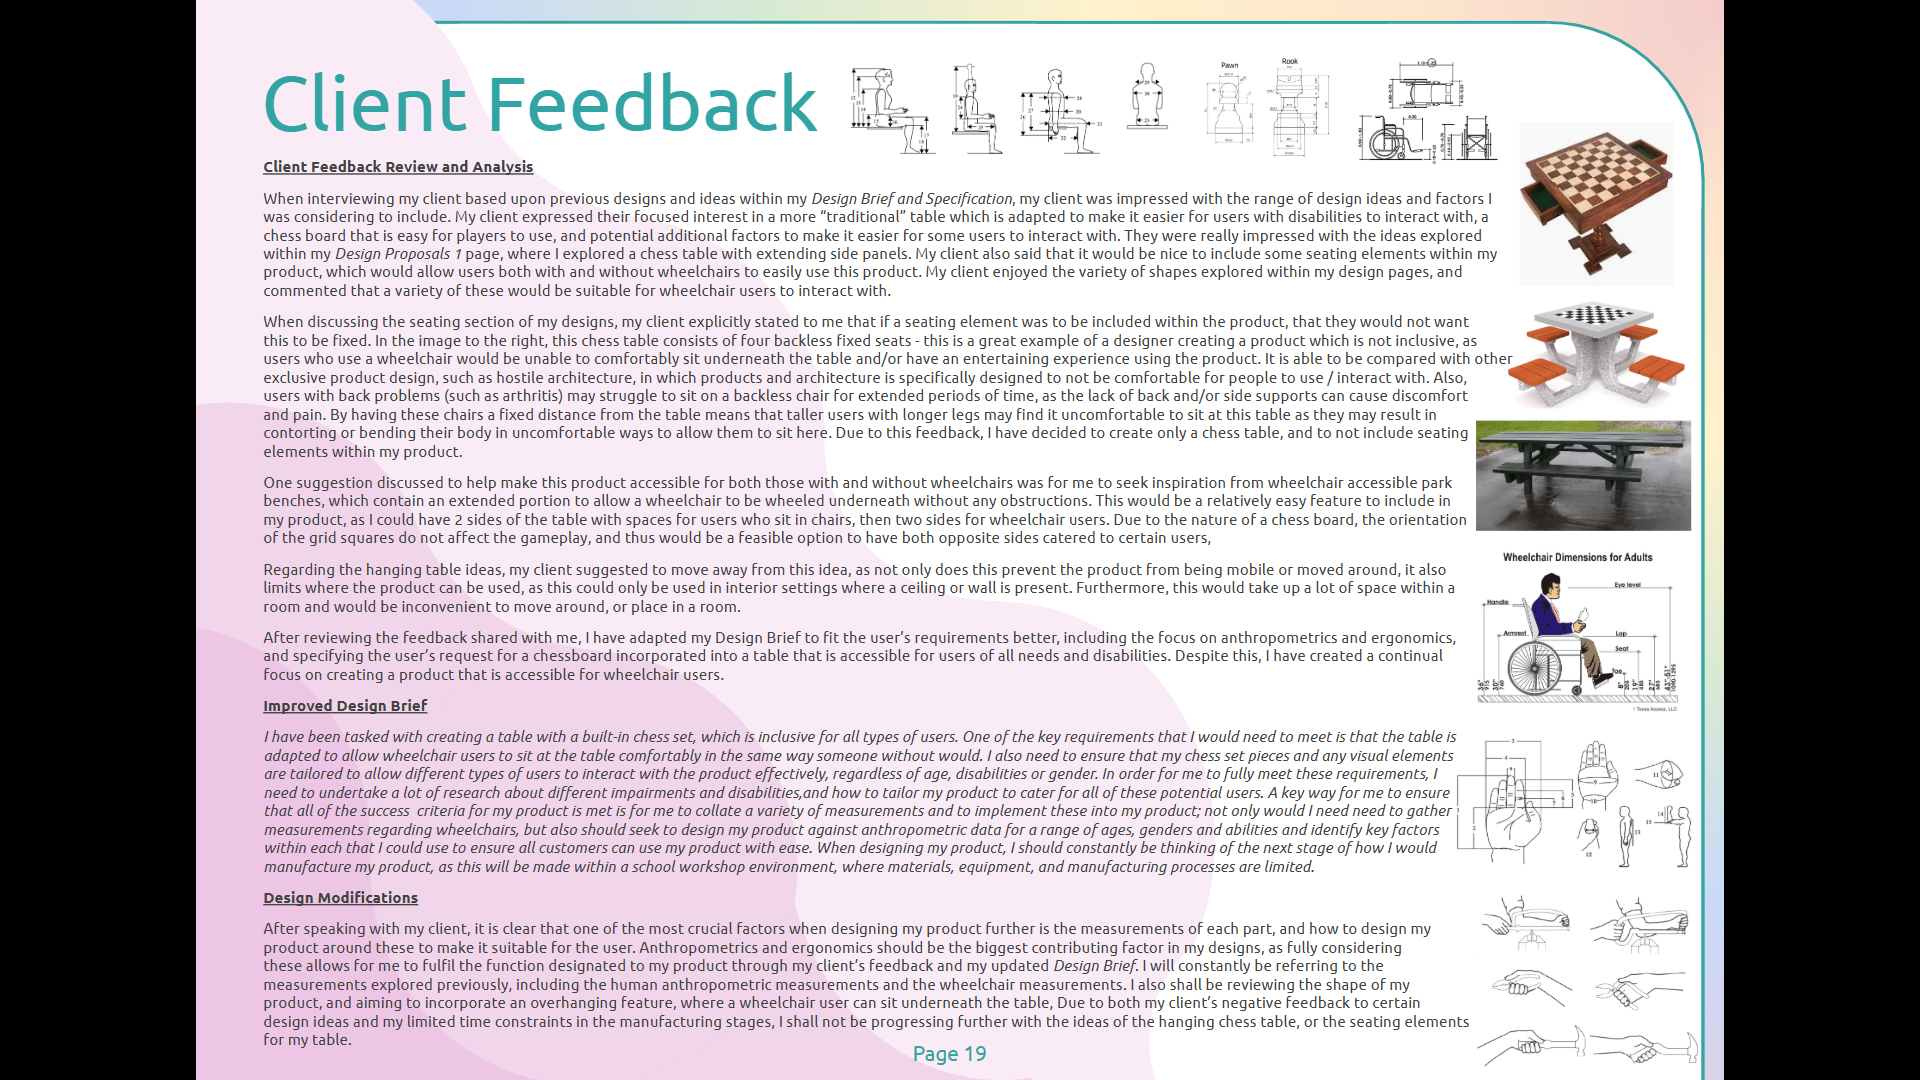 Client Feedback
Pawn
Rook
Client Feedback Review and Analysis
When interviewing my client based upon previous designs and ideas within my Design Brief and Specification, my client was impressed with the range of design ideas and factors I
was considering to include. My client expressed their focused interest in a more “traditional” table which is adapted to make it easier for users with disabilities to interact with, a
chess board that is easy for players to use, and potential additional factors to make it easier for some users to interact with. They were really impressed with the ideas explored
within my Design Proposals 1 page, where I explored a chess table with extending side panels. My client also said that it would be nice to include some seating elements within my
product, which would allow users both with and without wheelchairs to easily use this product. My client enjoyed the variety of shapes explored within my design pages, and
commented that a variety of these would be suitable for wheelchair users to interact with.
When discussing the seating section of my designs, my client explicitly stated to me that if a seating element was to be included within the product, that they would not want
this to be fixed. In the image to the right, this chess table consists of four backless fixed seats - this is a great example of a designer creating a product which is not inclusive, as
users who use a wheelchair would be unable to comfortably sit underneath the table and/or have an entertaining experience using the product. It is able to be compared with other
exclusive product design, such as hostile architecture, in which products and architecture is specifically designed to not be comfortable for people to use / interact with. Also,
users with back problems (such as arthritis) may struggle to sit on a backless chair for extended periods of time, as the lack of back and/or side supports can cause discomfort
and pain. By having these chairs a fixed distance from the table means that taller users with longer legs may find it uncomfortable to sit at this table as they may result in
contorting or bending their body in uncomfortable ways to allow them to sit here. Due to this feedback, I have decided to create only a chess table, and to not include seating
elements within my product.
One suggestion discussed to help make this product accessible for both those with and without wheelchairs was for me to seek inspiration from wheelchair accessible park
benches, which contain an extended portion to allow a wheelchair to be wheeled underneath without any obstructions. This would be a relatively easy feature to include in
my product, as I could have 2 sides of the table with spaces for users who sit in chairs, then two sides for wheelchair users. Due to the nature of a chess board, the orientation
of the grid squares do not affect the gameplay, and thus would be a feasible option to have both opposite sides catered to certain users,
Regarding the hanging table ideas, my client suggested to move away from this idea, as not only does this prevent the product from being mobile or moved around, it also
limits where the product can be used, as this could only be used in interior settings where a ceiling or wall is present. Furthermore, this would take up a lot of space within a
room and would be inconvenient to move around, or place in a room.
After reviewing the feedback shared with me, I have adapted my Design Brief to fit the user’s requirements better, including the focus on anthropometrics and ergonomics,
and specifying the user’s request for a chessboard incorporated into a table that is accessible for users of all needs and disabilities. Despite this, I have created a continual
focus on creating a product that is accessible for wheelchair users.
Improved Design Brief
I have been tasked with creating a table with a built-in chess set, which is inclusive for all types of users. One of the key requirements that I would need to meet is that the table is
adapted to allow wheelchair users to sit at the table comfortably in the same way someone without would. I also need to ensure that my chess set pieces and any visual elements
are tailored to allow different types of users to interact with the product effectively, regardless of age, disabilities or gender. In order for me to fully meet these requirements, I
need to undertake a lot of research about different impairments and disabilities,and how to tailor my product to cater for all of these potential users. A key way for me to ensure
that all of the success criteria for my product is met is for me to collate a variety of measurements and to implement these into my product; not only would I need need to gather
measurements regarding wheelchairs, but also should seek to design my product against anthropometric data for a range of ages, genders and abilities and identify key factors
within each that I could use to ensure all customers can use my product with ease. When designing my product, I should constantly be thinking of the next stage of how I would
manufacture my product, as this will be made within a school workshop environment, where materials, equipment, and manufacturing processes are limited.
Design Modifications
After speaking with my client, it is clear that one of the most crucial factors when designing my product further is the measurements of each part, and how to design my
product around these to make it suitable for the user. Anthropometrics and ergonomics should be the biggest contributing factor in my designs, as fully considering
these allows for me to fulfil the function designated to my product through my client’s feedback and my updated Design Brief. I will constantly be referring to the
measurements explored previously, including the human anthropometric measurements and the wheelchair measurements. I also shall be reviewing the shape of my
product, and aiming to incorporate an overhanging feature, where a wheelchair user can sit underneath the table, Due to both my client’s negative feedback to certain
design ideas and my limited time constraints in the manufacturing stages, I shall not be progressing further with the ideas of the hanging chess table, or the seating elements
for my table.
Wheelchair Dimensions for Adults
Eye level
Handle
Armrest
Lap
Seat
Toe
Page 19